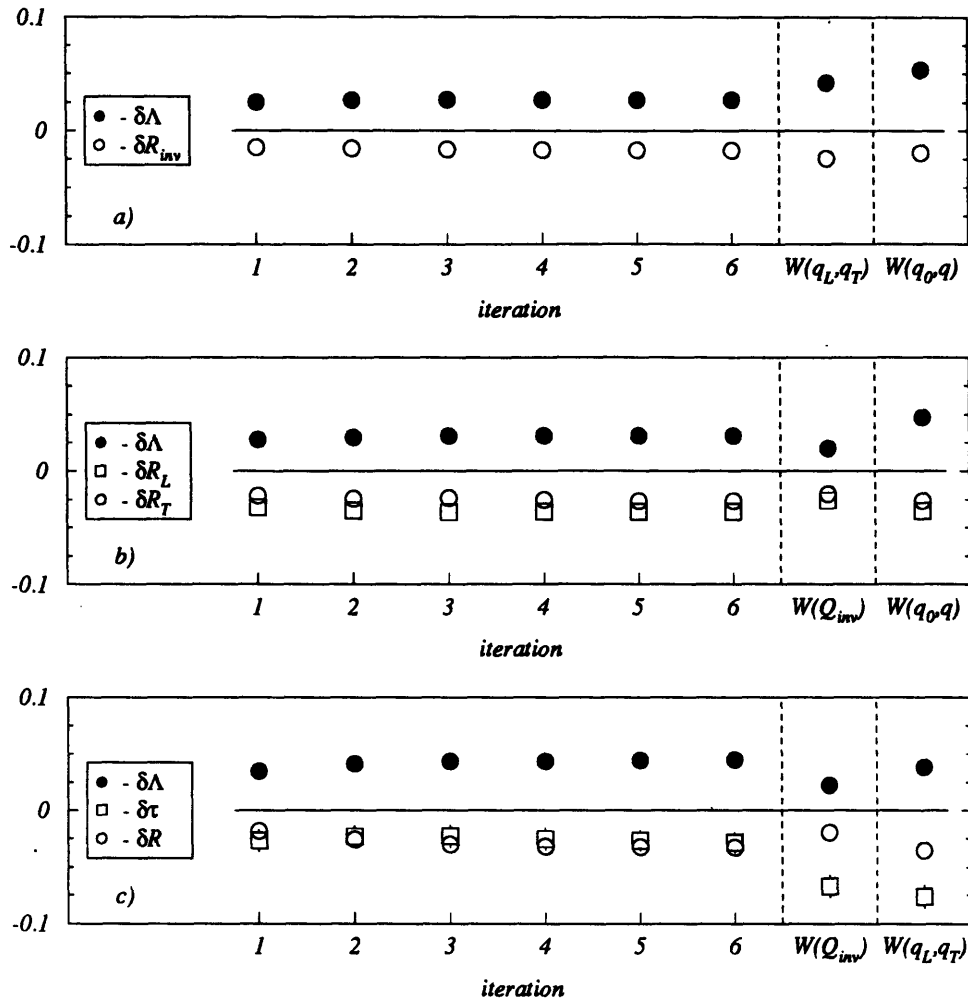 0.1
● - δΛ
0
○ - δR_inv
a)
-0.1
1 2 3 4 5 6 W(q_L,q_T) W(q_0,q)
iteration
0.1
● - δΛ
0
□ - δR_L
○ - δR_T
b)
-0.1
1 2 3 4 5 6 W(Q_inv) W(q_0,q)
iteration
0.1
● - δΛ
0
□ - δτ
○ - δR
c)
-0.1
1 2 3 4 5 6 W(Q_inv) W(q_L,q_T)
iteration